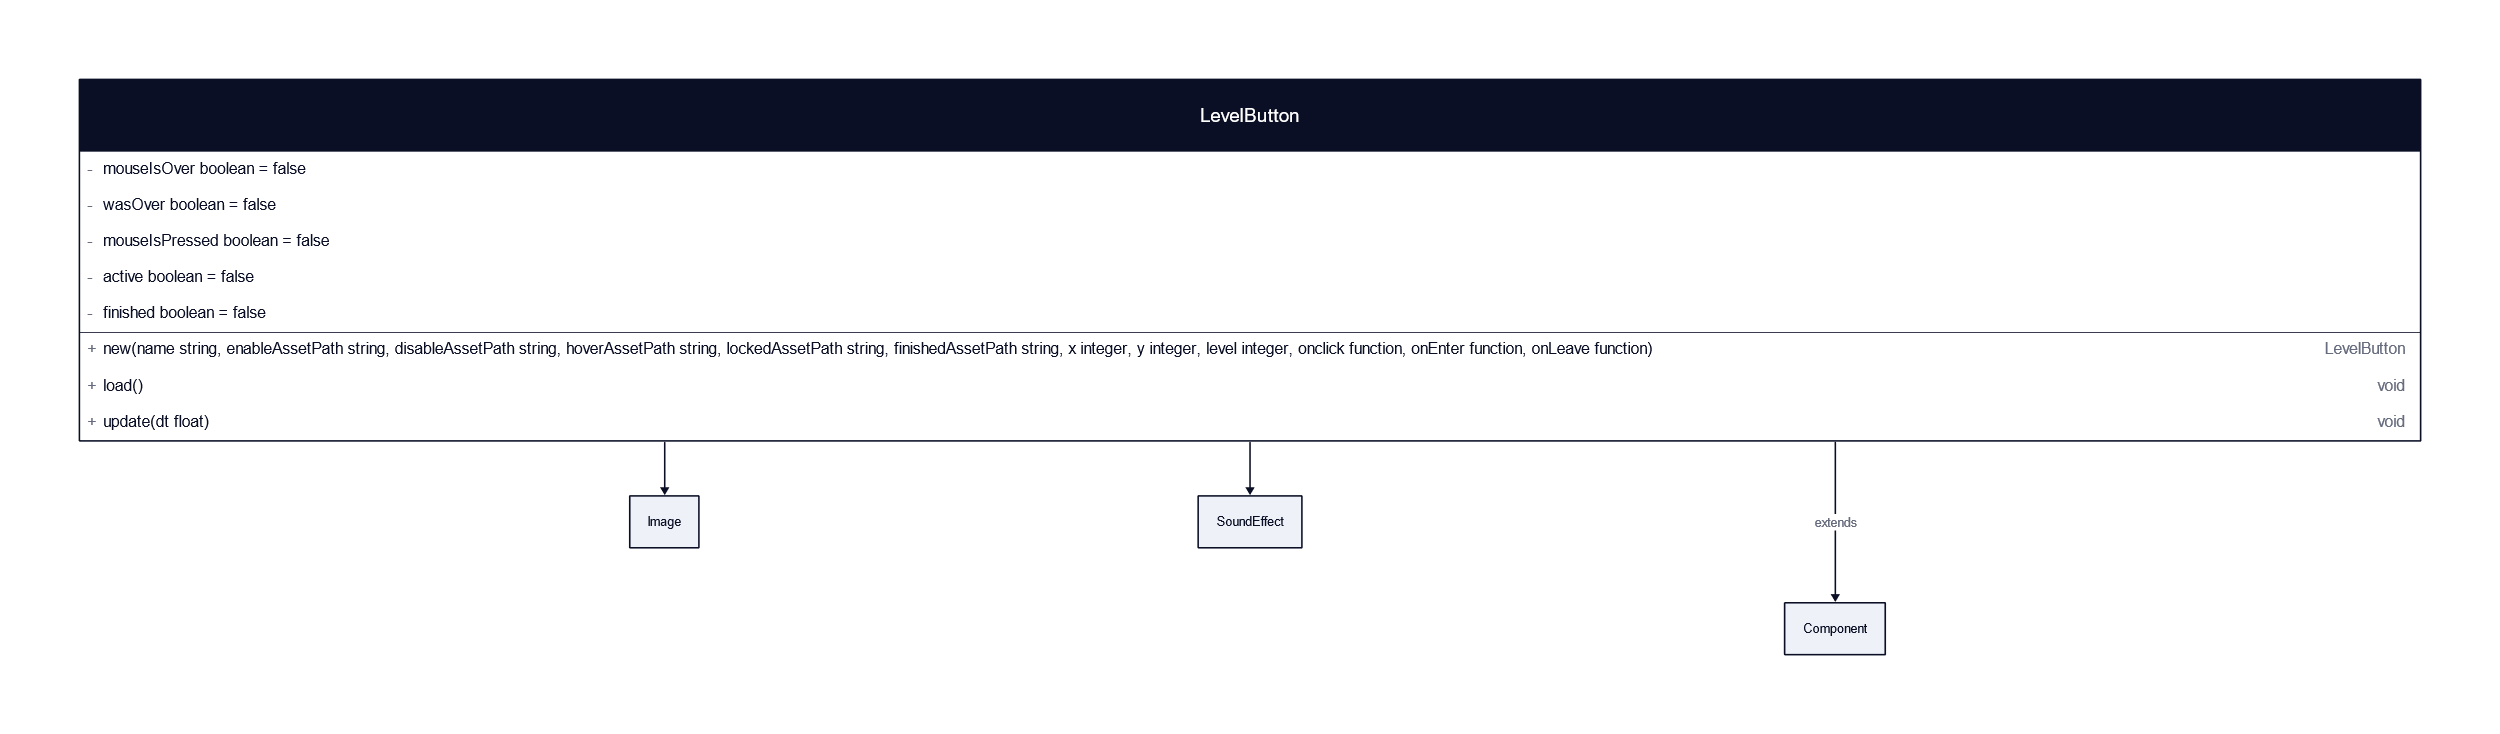 LevelButton
- mouseIsOver boolean = false
- wasOver boolean = false
- mouseIsPressed boolean = false
- active boolean = false
- finished boolean = false
+ new(name string, enableAssetPath string, disableAssetPath string, hoverAssetPath string, lockedAssetPath string, finishedAssetPath string, x integer, y integer, level integer, onclick function, onEnter function, onLeave function) LevelButton
+ load() void
+ update(dt float) void
Image
SoundEffect
extends
Component